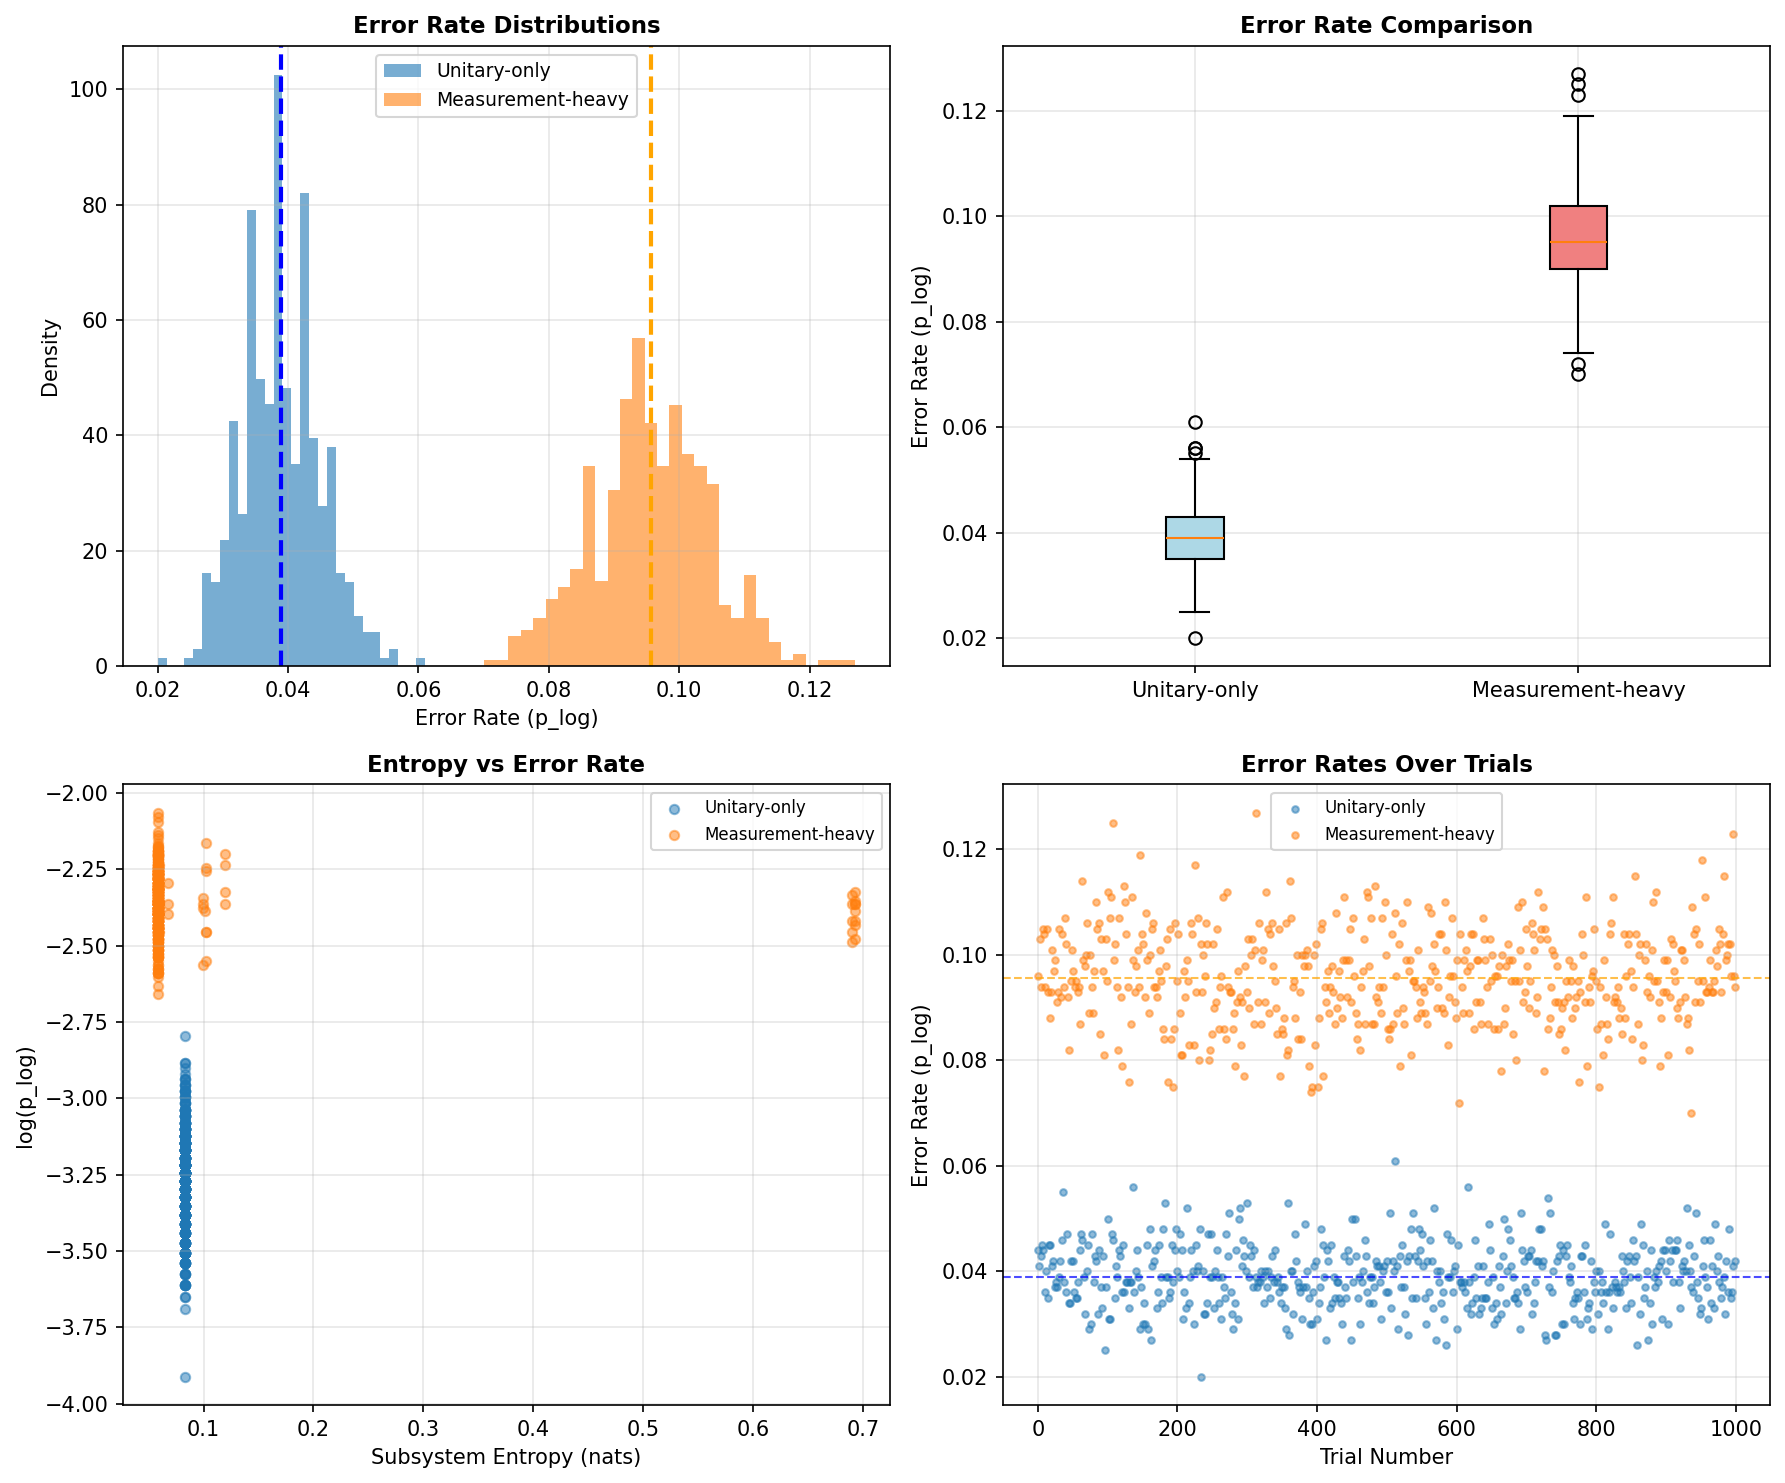 Error Rate Distributions
Unitary-only
Measurement-heavy
100
80
60
40
20
0
Density
0.02 0.04 0.06 0.08 0.10 0.12
Error Rate (p_log)
Error Rate Comparison
0.12
0.10
0.08
0.06
0.04
0.02
Error Rate (p_log)
Unitary-only Measurement-heavy
Entropy vs Error Rate
Unitary-only
Measurement-heavy
−2.00
−2.25
−2.50
−2.75
−3.00
−3.25
−3.50
−3.75
−4.00
log(p_log)
0.1 0.2 0.3 0.4 0.5 0.6 0.7
Subsystem Entropy (nats)
Error Rates Over Trials
Unitary-only
Measurement-heavy
0.12
0.10
0.08
0.06
0.04
0.02
Error Rate (p_log)
0 200 400 600 800 1000
Trial Number